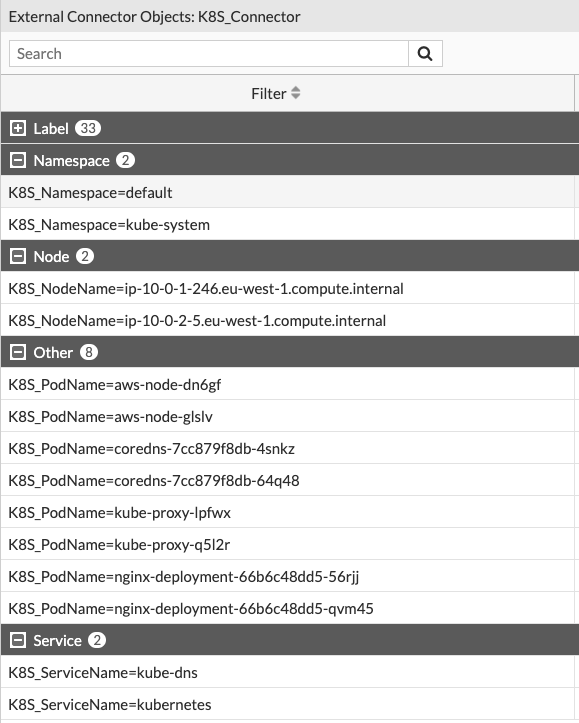 External Connector Objects: K8S_Connector
Search
Filter
Label 33
Namespace 2
K8S_Namespace=default
K8S_Namespace=kube-system
Node 2
K8S_NodeName=ip-10-0-1-246.eu-west-1.compute.internal
K8S_NodeName=ip-10-0-2-5.eu-west-1.compute.internal
Other 8
K8S_PodName=aws-node-dn6gf
K8S_PodName=aws-node-glslv
K8S_PodName=coredns-7cc879f8db-4snkz
K8S_PodName=coredns-7cc879f8db-64q48
K8S_PodName=kube-proxy-lpfwx
K8S_PodName=kube-proxy-q5l2r
K8S_PodName=nginx-deployment-66b6c48dd5-56rjj
K8S_PodName=nginx-deployment-66b6c48dd5-qvm45
Service 2
K8S_ServiceName=kube-dns
K8S_ServiceName=kubernetes